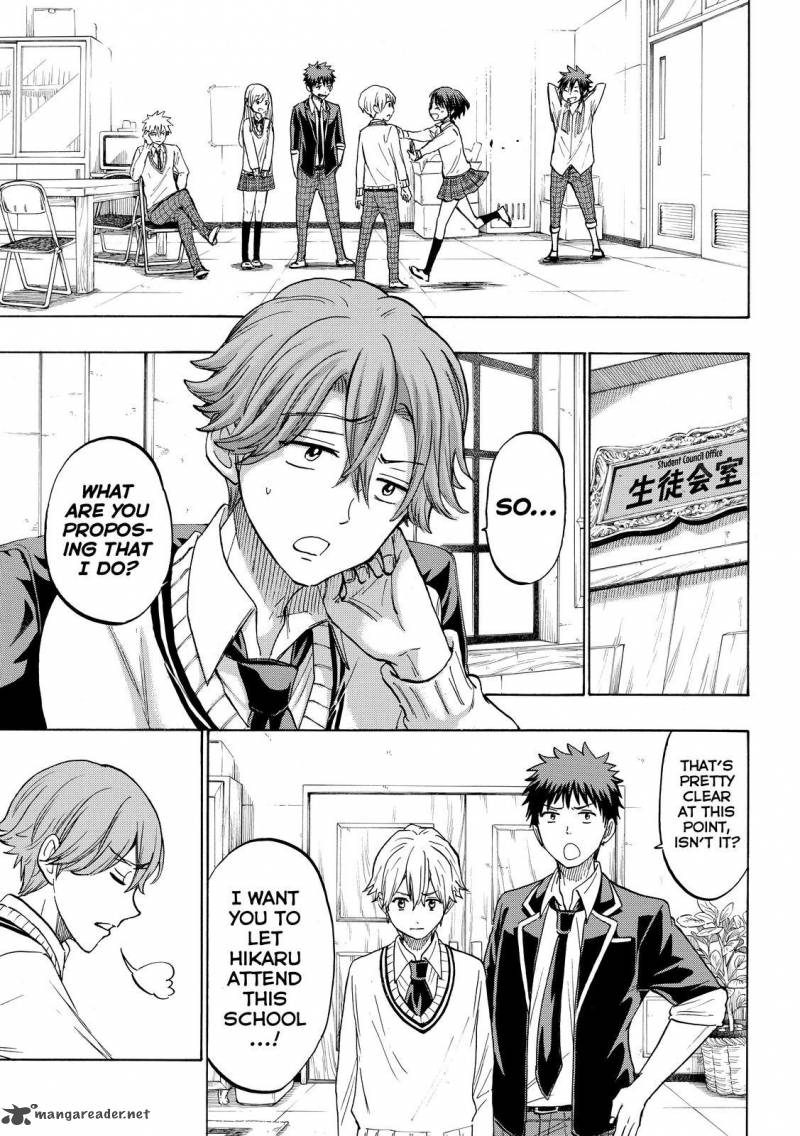 Student Council Office
生徒会室
SO...
WHAT
ARE YOU
PROPOS-
ING THAT
I DO?
THAT'S
PRETTY
CLEAR
AT THIS
POINT,
ISN'T IT?
I WANT
YOU TO
LET
HIKARU
ATTEND
THIS
SCHOOL
...!
mangareader.net